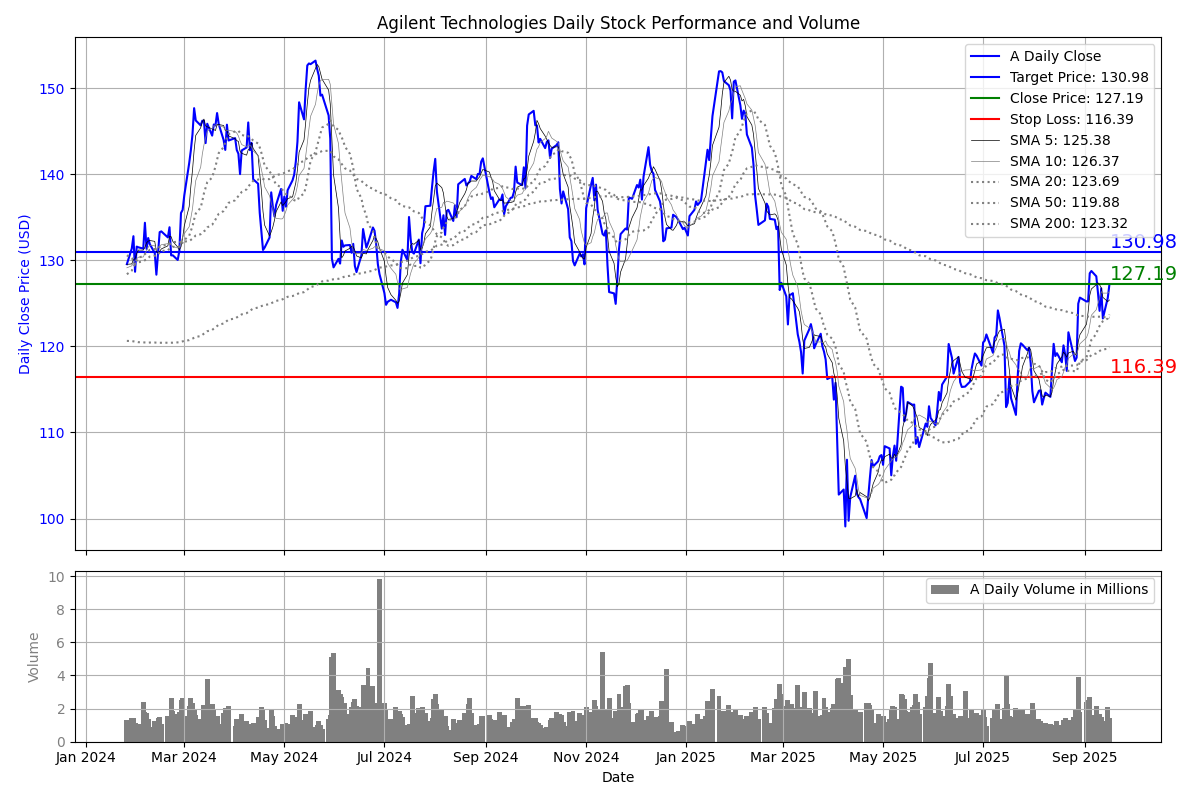 Agilent Technologies Daily Stock Performance and Volume
Daily Close Price (USD)
150
140
130
120
110
100
A Daily Close
Target Price: 130.98
Close Price: 127.19
Stop Loss: 116.39
SMA 5: 125.38
SMA 10: 126.37
SMA 20: 123.69
SMA 50: 119.88
SMA 200: 123.32
130.98
127.19
116.39
Volume
10
8
6
4
2
0
A Daily Volume in Millions
Jan 2024 Mar 2024 May 2024 Jul 2024 Sep 2024 Nov 2024 Jan 2025 Mar 2025 May 2025 Jul 2025 Sep 2025
Date